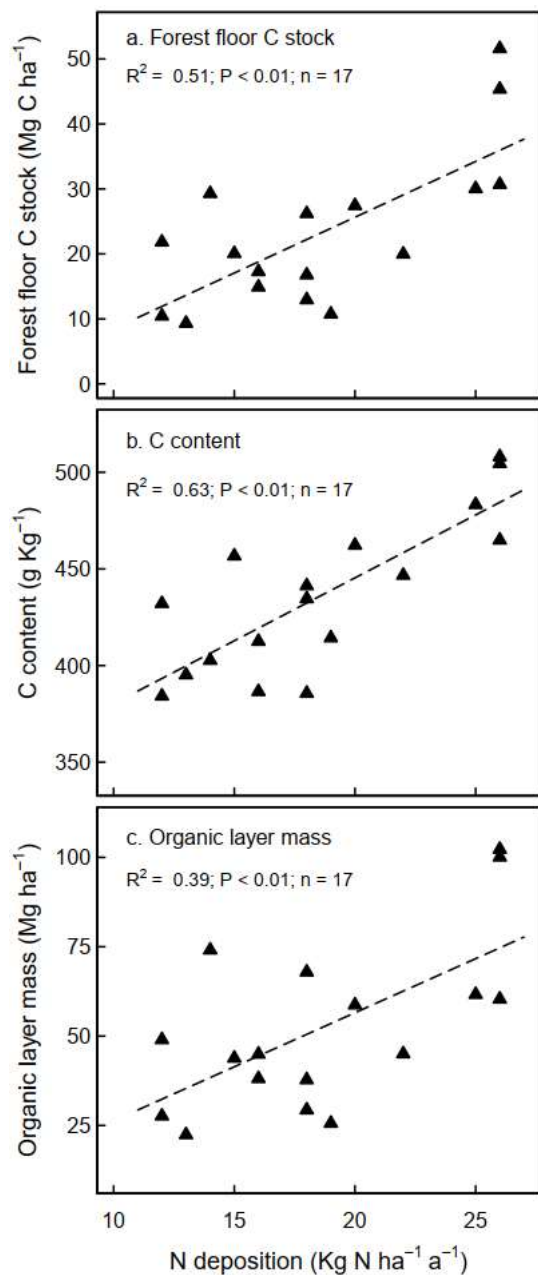 a. Forest floor C stock
R² = 0.51; P < 0.01; n = 17
Forest floor C stock (Mg C ha⁻¹)
50
40
30
20
10
0
b. C content
R² = 0.63; P < 0.01; n = 17
C content (g Kg⁻¹)
500
450
400
350
c. Organic layer mass
R² = 0.39; P < 0.01; n = 17
Organic layer mass (Mg ha⁻¹)
100
75
50
25
10 15 20 25
N deposition (Kg N ha⁻¹ a⁻¹)